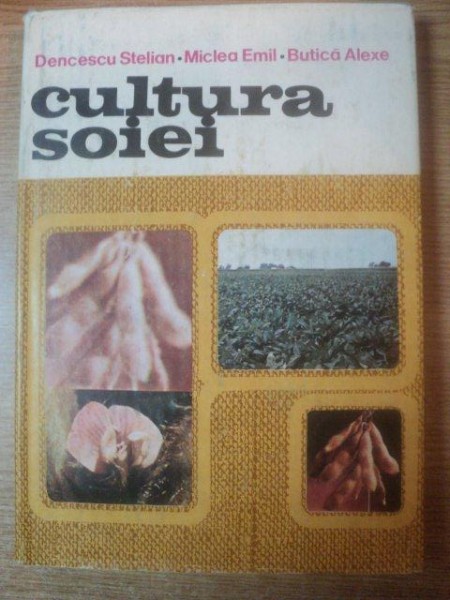 Dencescu Stelian • Miclea Emil • Butică Alexe
cultura
soiei